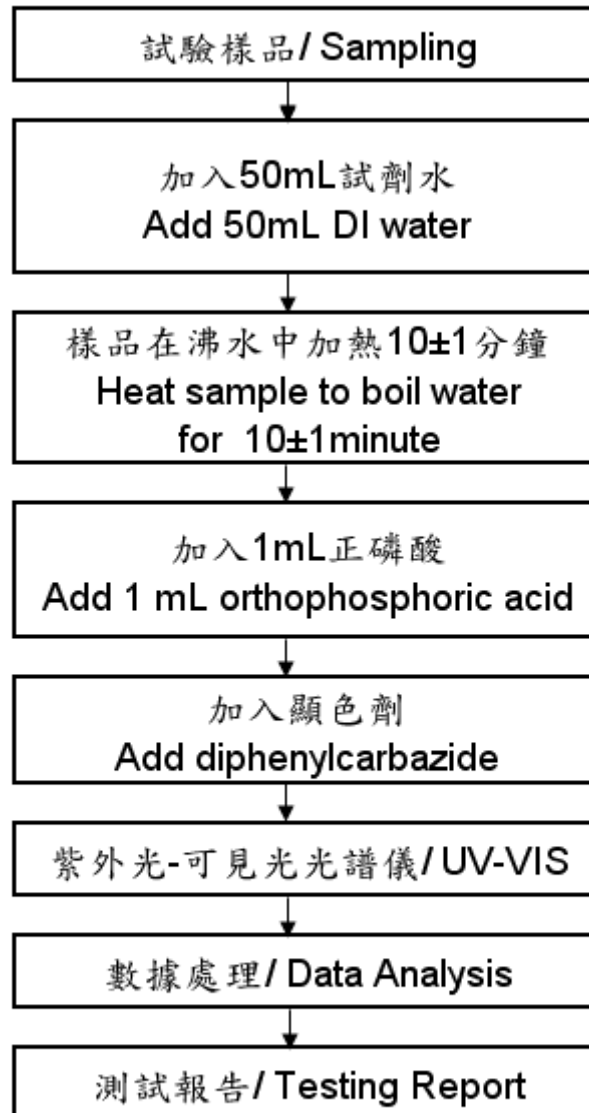 試驗樣品/ Sampling
加入50mL試劑水
Add 50mL DI water
樣品在沸水中加熱10±1分鐘
Heat sample to boil water
for 10±1minute
加入1mL正磷酸
Add 1 mL orthophosphoric acid
加入顯色劑
Add diphenylcarbazide
紫外光-可見光光譜儀/ UV-VIS
數據處理/ Data Analysis
測試報告/ Testing Report